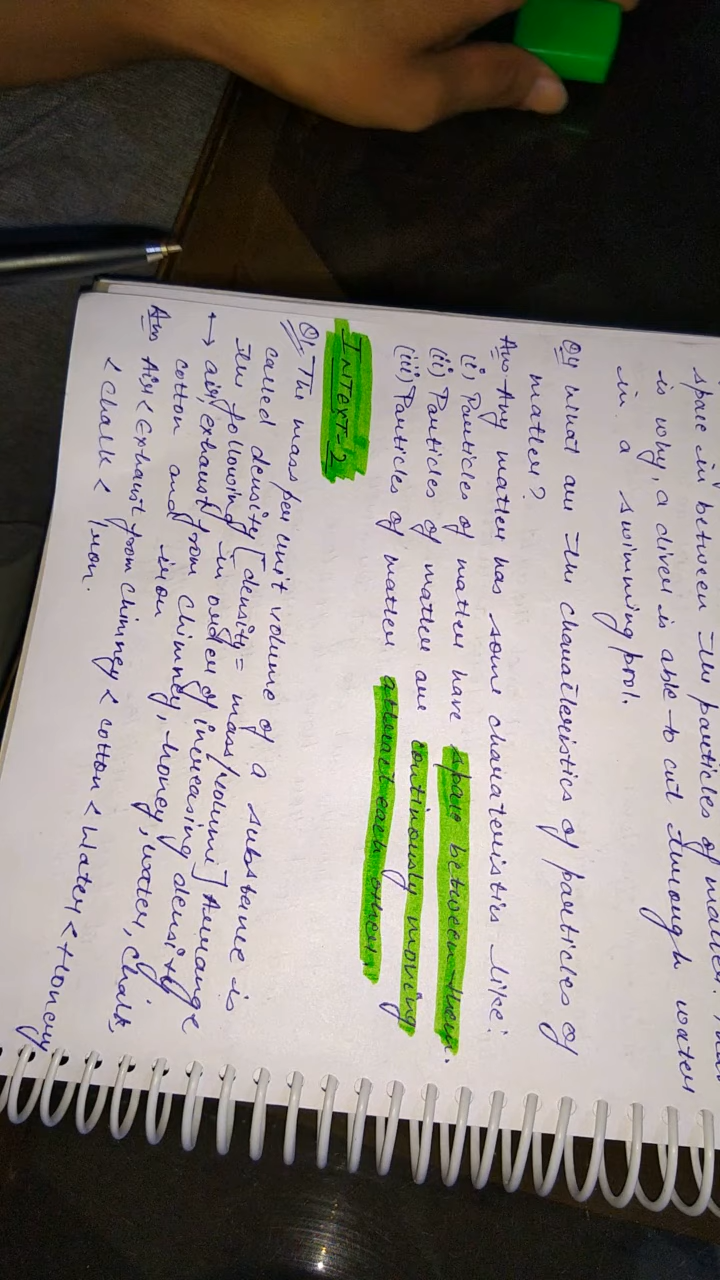 space in between the particles of matter. That
is why, a diver is able to cut through water
in a swimming pool.
Q4 What are the characteristics of particles of
matter?
Ans- Any matter has some charateristics like:
(i) Particles of matter have space between them.
(ii) Particles of matter are continuously moving
(iii) Particles of matter attract each other.
INTEXT-2
Q1, The mass per unit volume of a substance is
called density [density = mass/volume] Arrange
the following in order of increasing density
→ air, exhaust from chimney, honey, water, chalk,
cotton and iron
Ans Air < Exhaust from chimney < cotton < Water < Honey
< chalk < Iron.